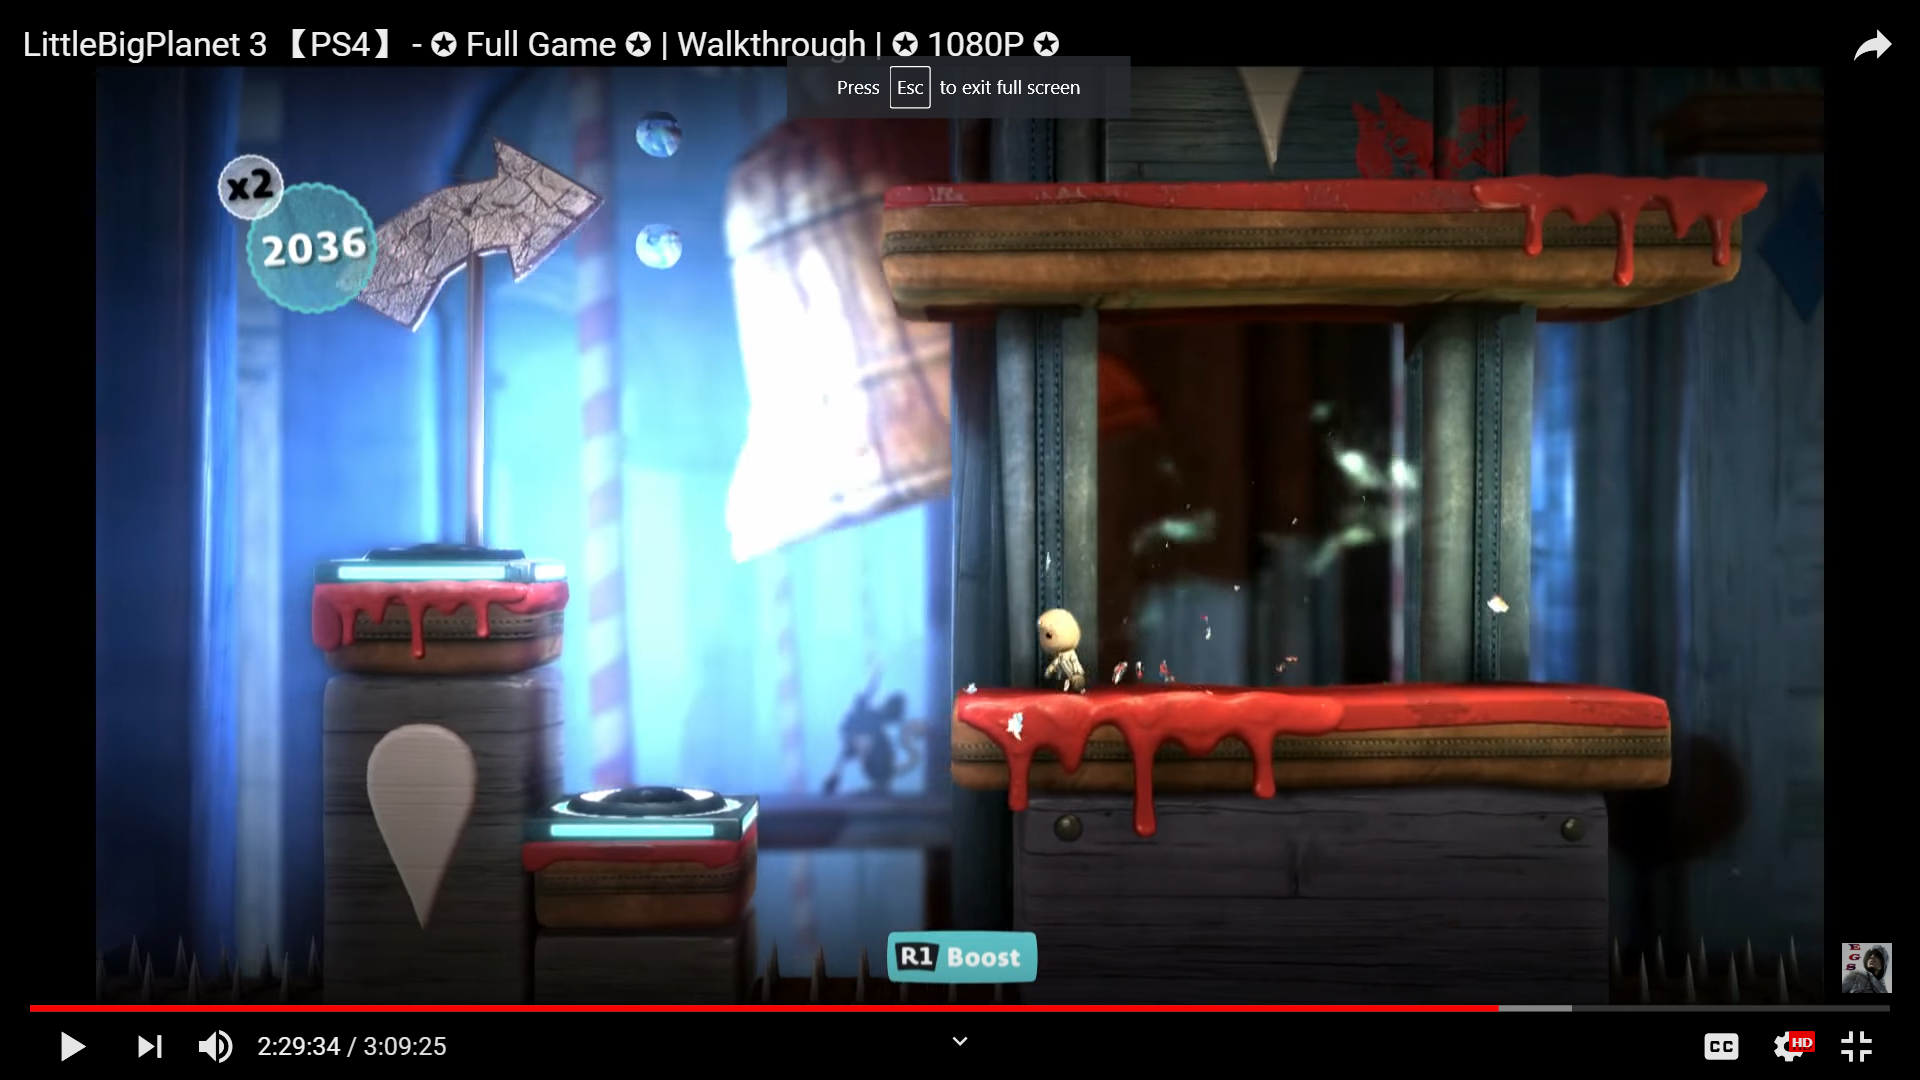 LittleBigPlanet 3 【PS4】 - ✪ Full Game ✪ | Walkthrough | ✪ 1080P ✪
Press Esc to exit full screen
x2
2036
R1 Boost
E
G
S
2:29:34 / 3:09:25
CC
HD